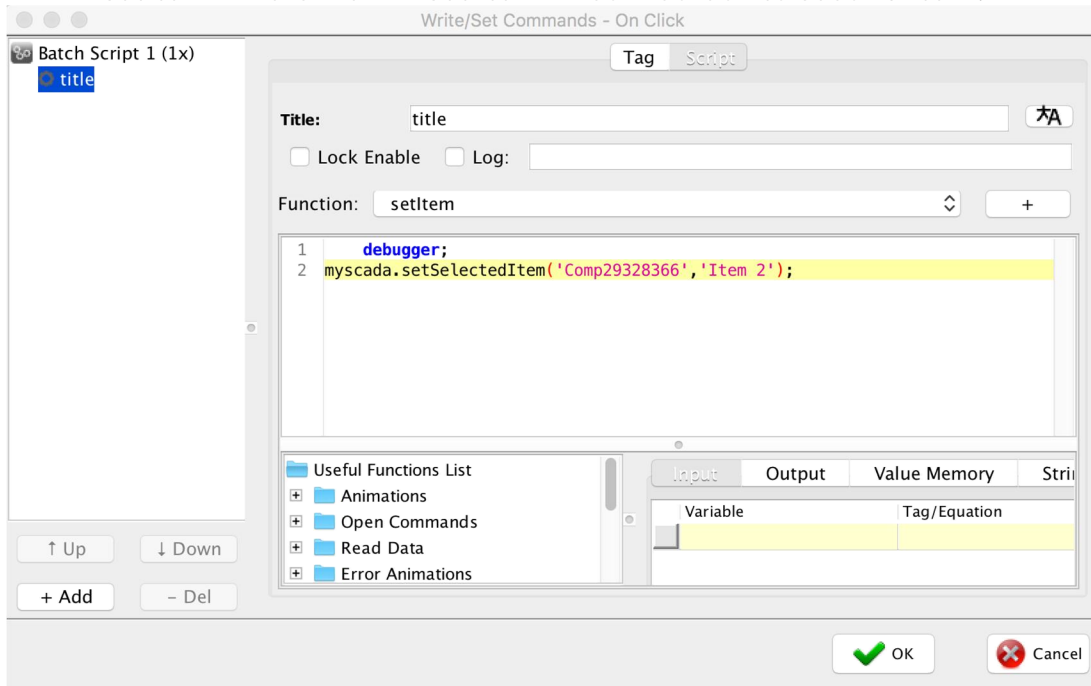 Write/Set Commands - On Click
Batch Script 1 (1x)
title
Tag
Script
Title:
title
Lock Enable
Log:
Function:
setItem
+
1 debugger;
2 myscada.setSelectedItem('Comp29328366','Item 2');
Useful Functions List
Animations
Open Commands
Read Data
Error Animations
Input
Output
Value Memory
Variable
Tag/Equation
↑ Up
↓ Down
+ Add
- Del
OK
Cancel